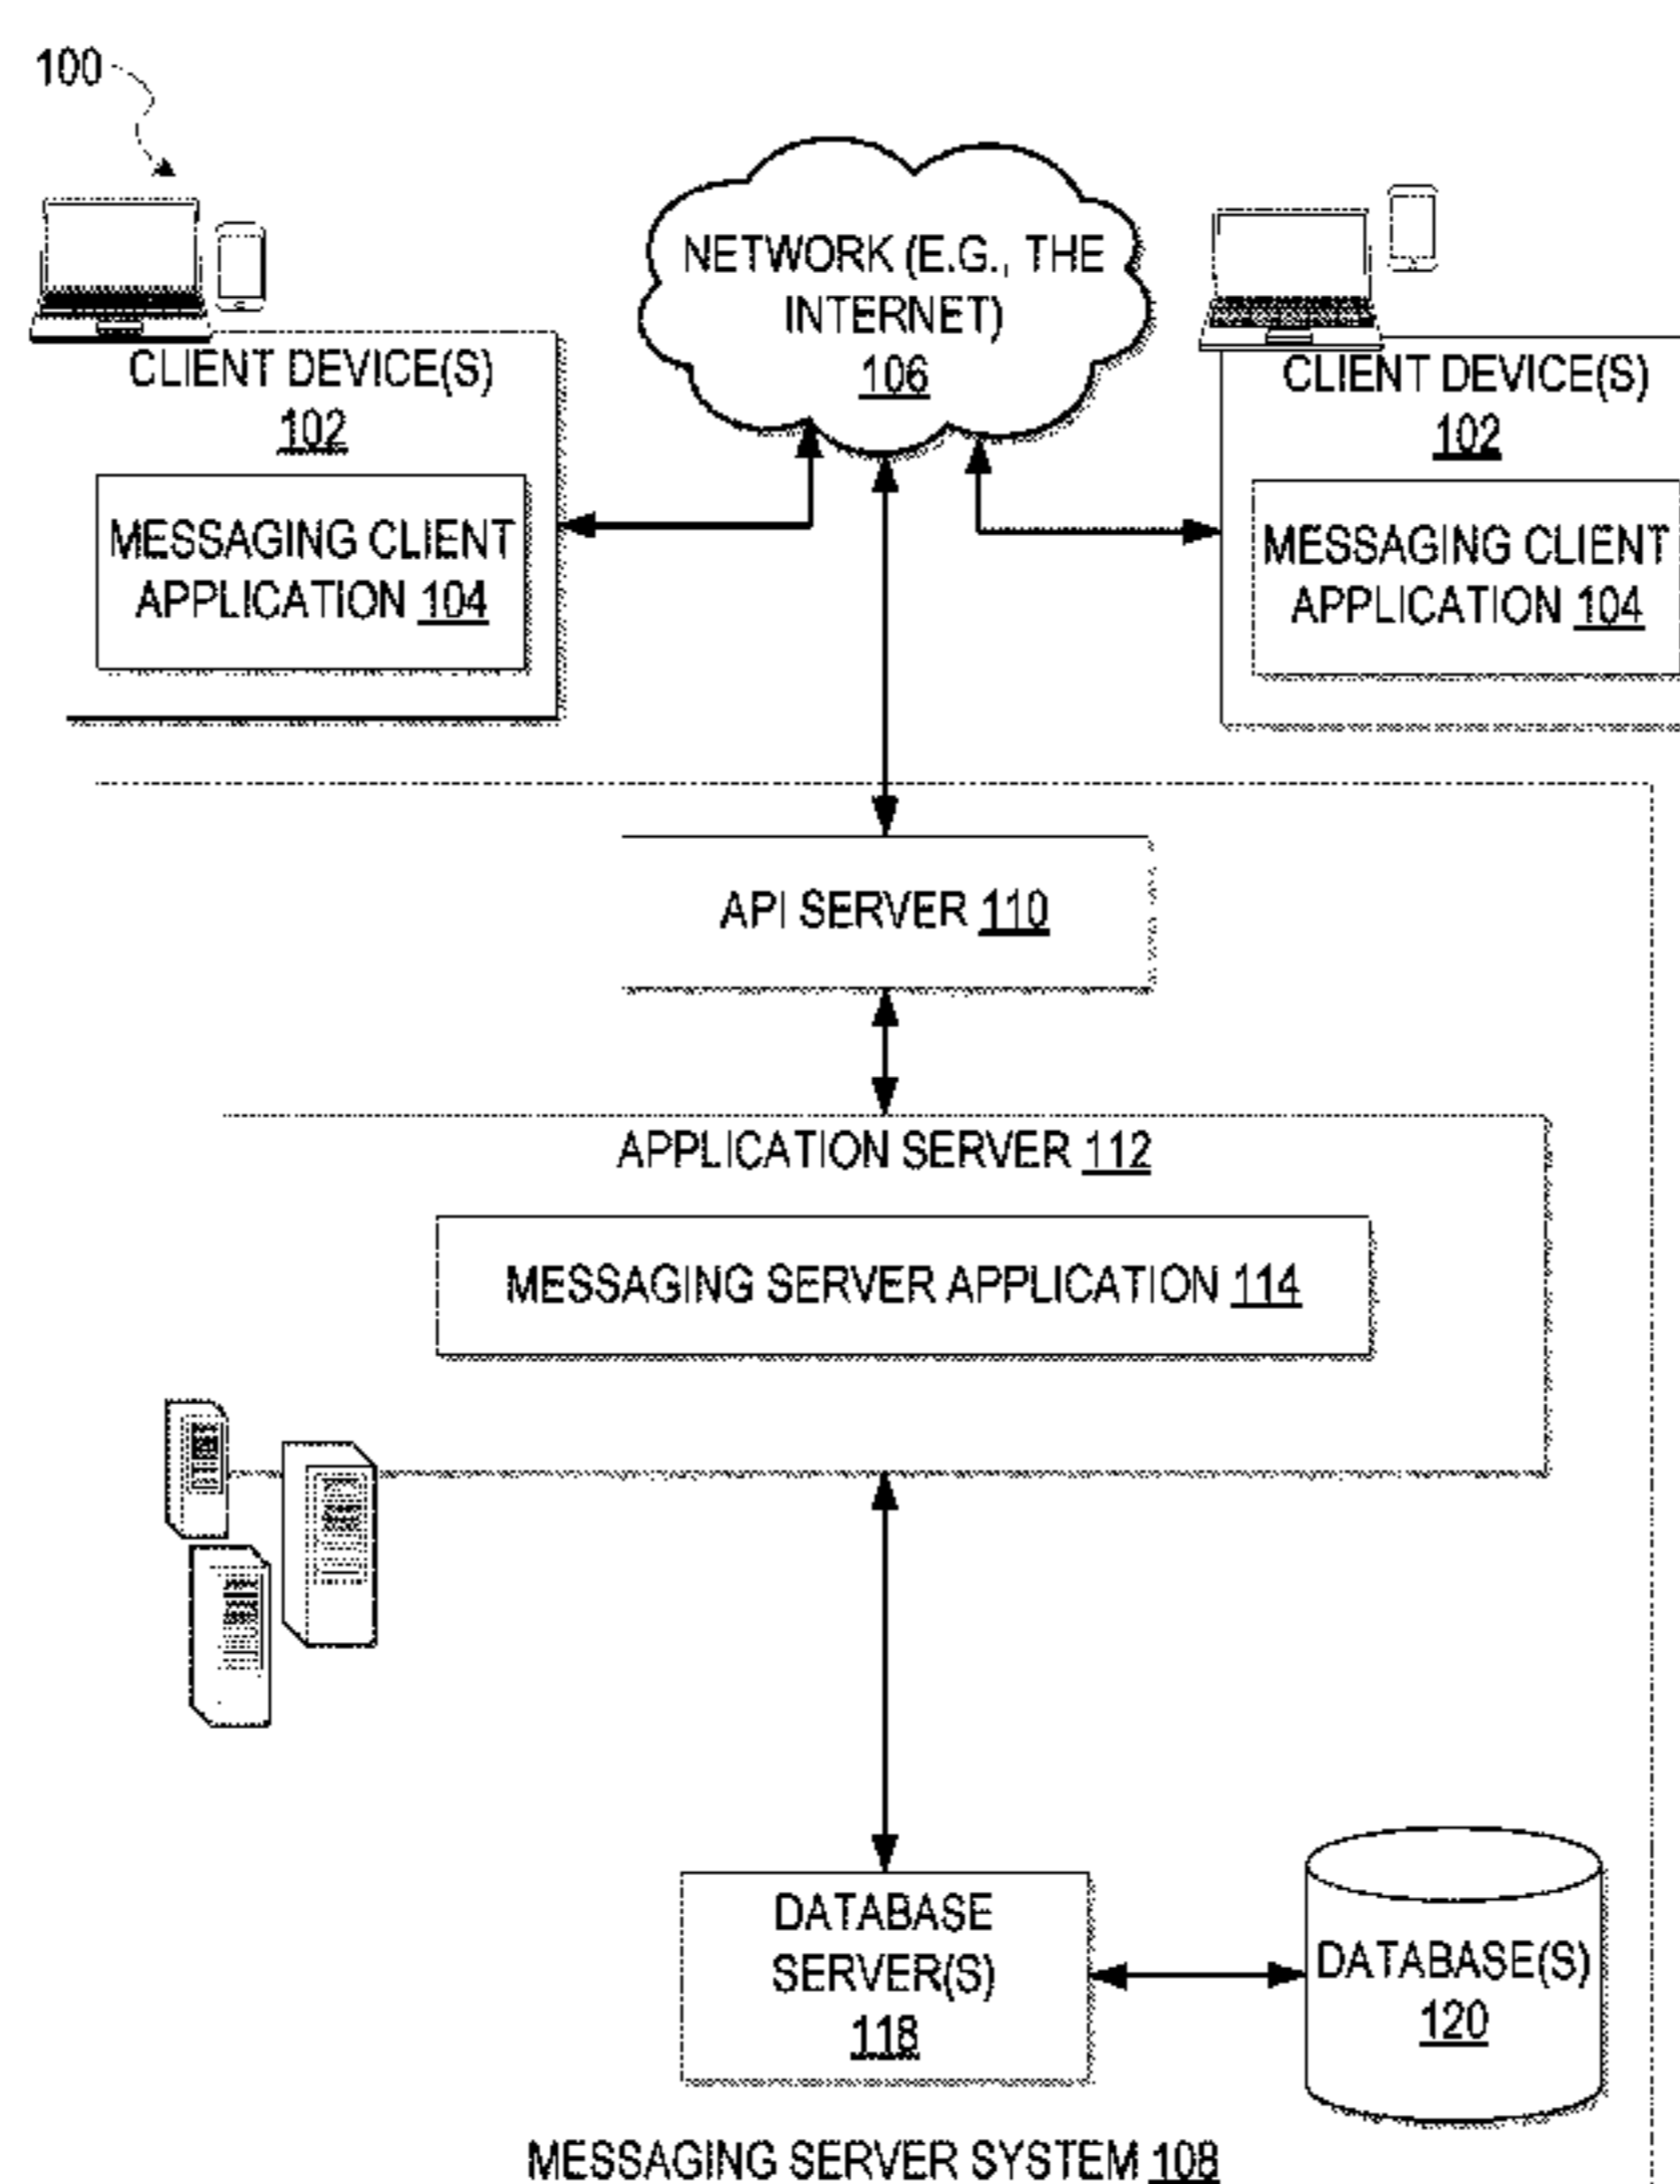 100
NETWORK (E.G., THE
INTERNET)
106
CLIENT DEVICE(S)
102
MESSAGING CLIENT
APPLICATION 104
CLIENT DEVICE(S)
102
MESSAGING CLIENT
APPLICATION 104
API SERVER 110
APPLICATION SERVER 112
MESSAGING SERVER APPLICATION 114
DATABASE
SERVER(S)
118
DATABASE(S)
120
MESSAGING SERVER SYSTEM 108